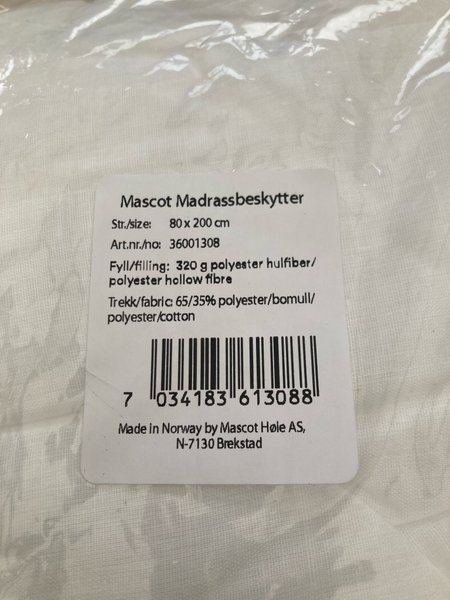 Mascot Madrassbeskytter
Str./size: 80 x 200 cm
Art.nr./no: 36001308
Fyll/filling: 320 g polyester hulfiber/
polyester hollow fibre
Trekk/fabric: 65/35% polyester/bomull/
polyester/cotton
7 034183 613088
Made in Norway by Mascot Høie AS,
N-7130 Brekstad